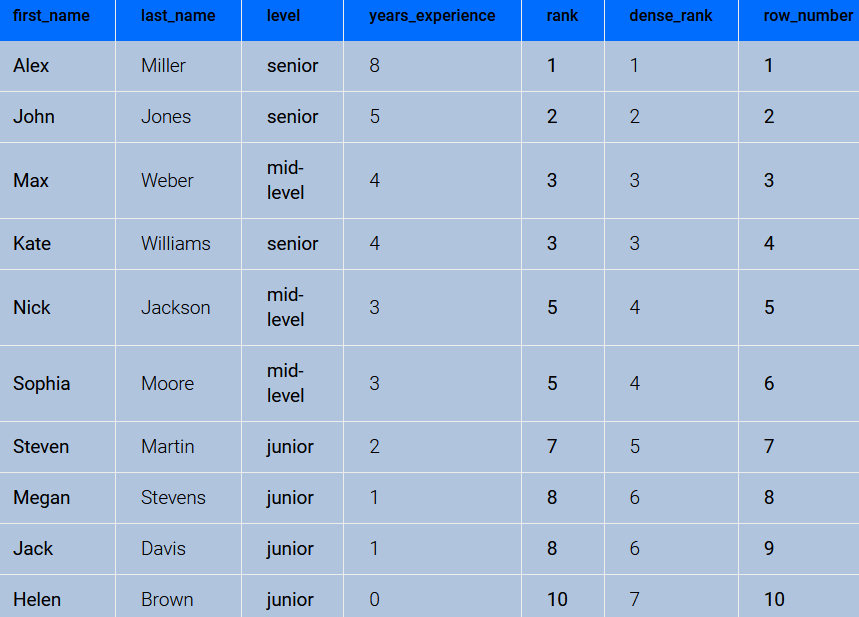 first_name last_name level years_experience rank dense_rank row_number
Alex Miller senior 8 1 1 1
John Jones senior 5 2 2 2
Max Weber mid-
level 4 3 3 3
Kate Williams senior 4 3 3 4
Nick Jackson mid-
level 3 5 4 5
Sophia Moore mid-
level 3 5 4 6
Steven Martin junior 2 7 5 7
Megan Stevens junior 1 8 6 8
Jack Davis junior 1 8 6 9
Helen Brown junior 0 10 7 10